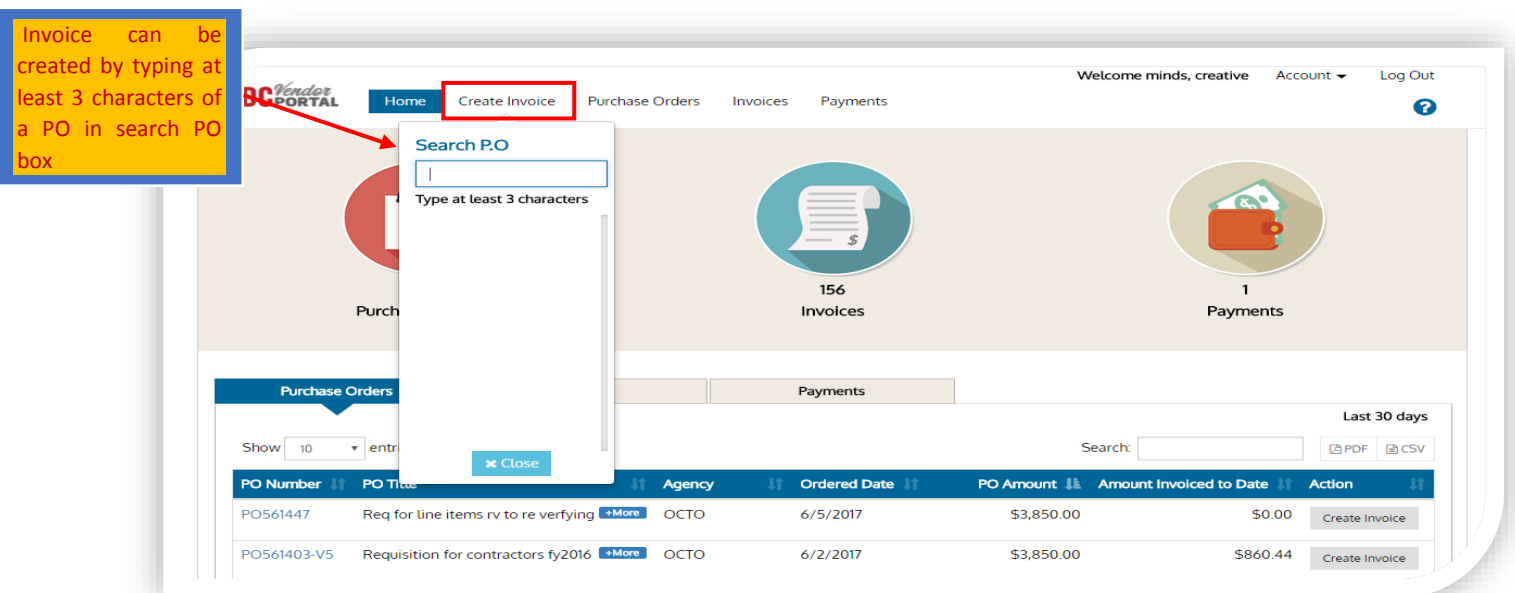 Invoice can be
created by typing at
least 3 characters of
a PO in search PO
box
Welcome minds, creative Account Log Out
DC Vendor PORTAL
Home Create Invoice Purchase Orders Invoices Payments
?
Search P.O
Type at least 3 characters
× Close
Purch
156
Invoices
1
Payments
Purchase Orders Payments
Last 30 days
Show 10 entri Search: PDF CSV
PO Number PO Title Agency Ordered Date PO Amount Amount Invoiced to Date Action
PO561447 Req for line items rv to re verfying +More OCTO 6/5/2017 $3,850.00 $0.00 Create Invoice
PO561403-V5 Requisition for contractors fy2016 +More OCTO 6/2/2017 $3,850.00 $860.44 Create Invoice